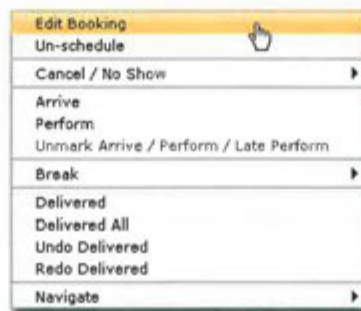 Edit Booking
Un-schedule
Cancel / No Show
Arrive
Perform
Unmark Arrive / Perform / Late Perform
Break
Delivered
Delivered All
Undo Delivered
Redo Delivered
Navigate